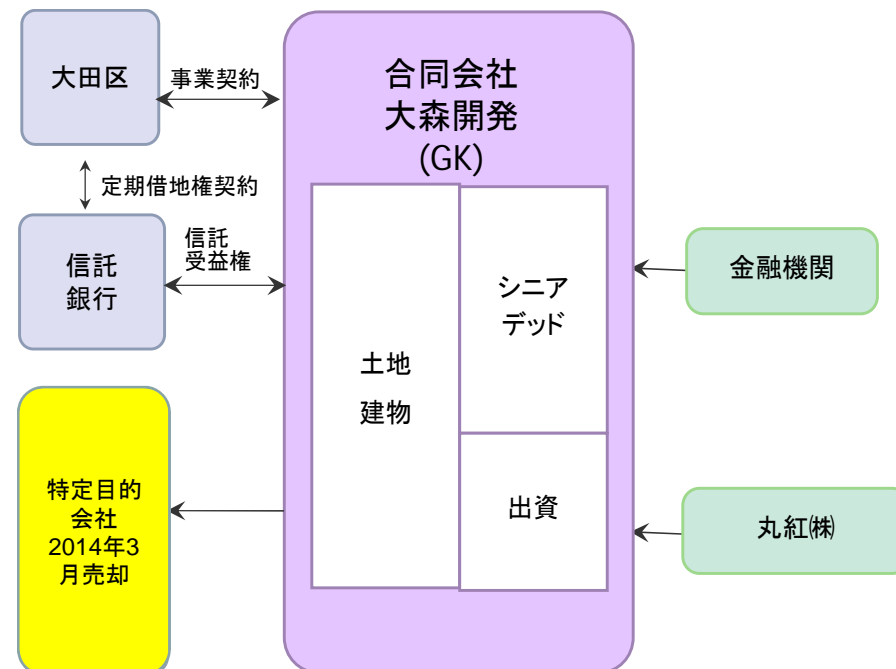 大田区
事業契約
定期借地権契約
信託
銀行
信託
受益権
特定目的
会社
2014年3
月売却
合同会社
大森開発
(GK)
土地
建物
シニア
デッド
出資
金融機関
丸紅㈱